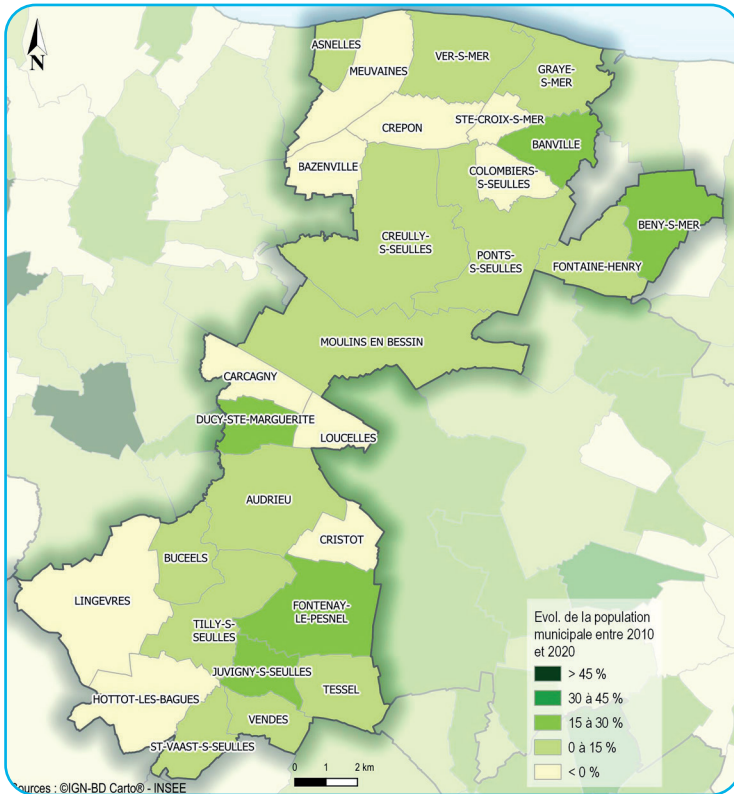 N
ASNELLES
MEUVAINES
VER-S-MER
GRAYE-
S-MER
CREPON
STE-CROIX-S-MER
BANVILLE
BAZENVILLE
COLOMBIERS-
S-SEULLES
CREULLY-
S-SEULLES
PONTS-
S-SEULLES
BENY-S-MER
FONTAINE-HENRY
MOULINS EN BESSIN
CARCAGNY
DUCY-STE-MARGUERITE
LOUCELLES
AUDRIEU
CRISTOT
BUCEELS
LINGEVRES
FONTENAY-
LE-PESNEL
TILLY-S-
SEULLES
JUVIGNY-S-SEULLES
TESSEL
HOTTOT-LES-BAGUES
VENDES
ST-VAAST-S-SEULLES
Evol. de la population
municipale entre 2010
et 2020
> 45 %
30 à 45 %
15 à 30 %
0 à 15 %
< 0 %
0 1 2 km
Sources : ©IGN-BD Carto® - INSEE